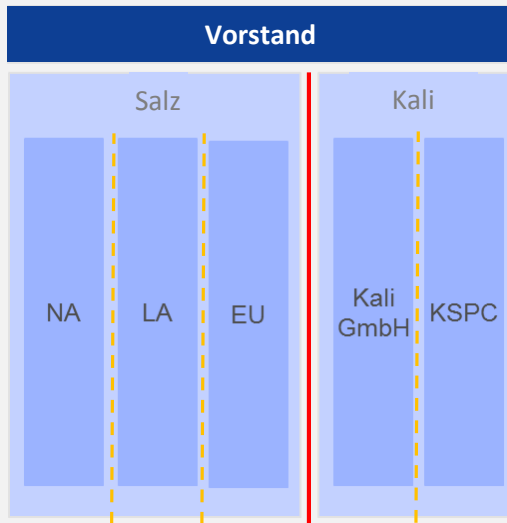 Vorstand
Salz
Kali
NA
LA
EU
Kali
GmbH
KSPC